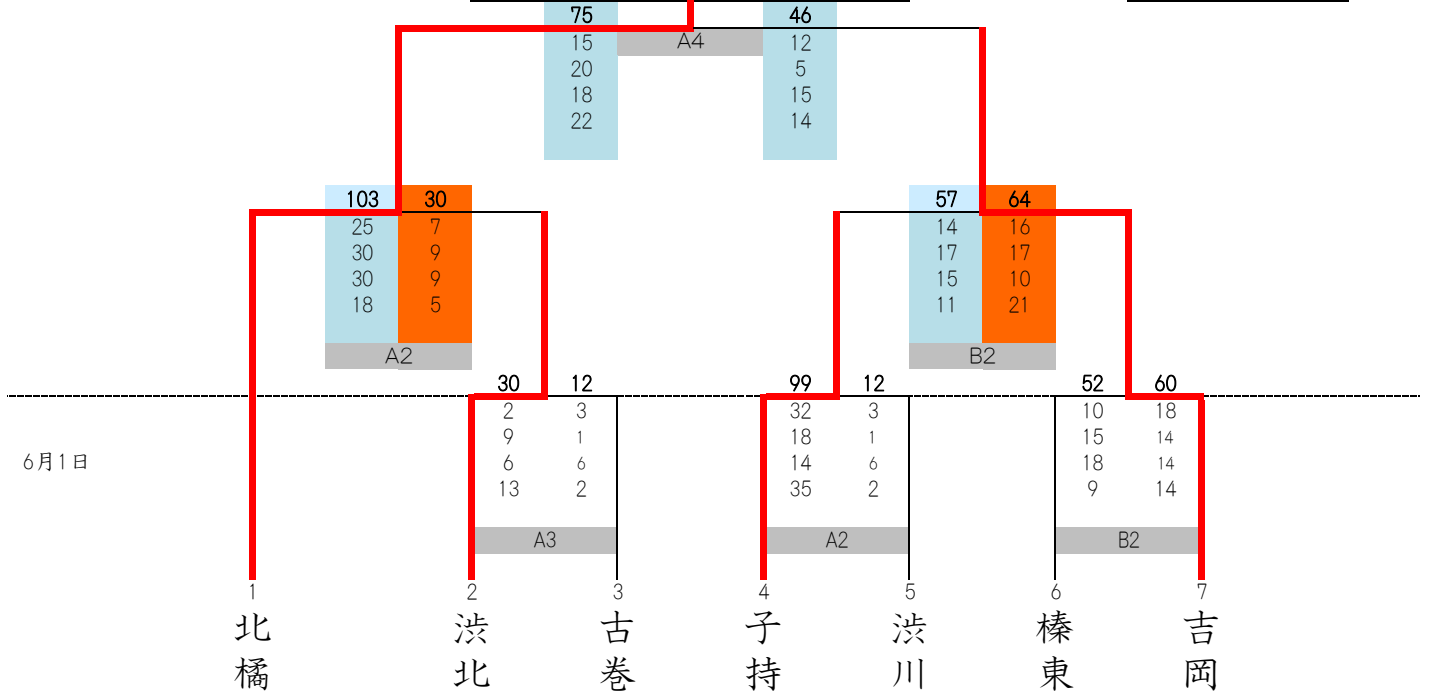 75 46
15 A4 12
20 5
18 15
22 14
103 30 57 64
25 7 14 16
30 9 17 17
30 9 15 10
18 5 11 21
A2 B2
30 12 99 12 52 60
2 3 32 3 10 18
9 1 18 1 15 14
6月1日 6 6 14 6 18 14
13 2 35 2 9 14
A3 A2 B2
1 2 3 4 5 6 7
北橘 渋北 古巻 子持 渋川 榛東 吉岡